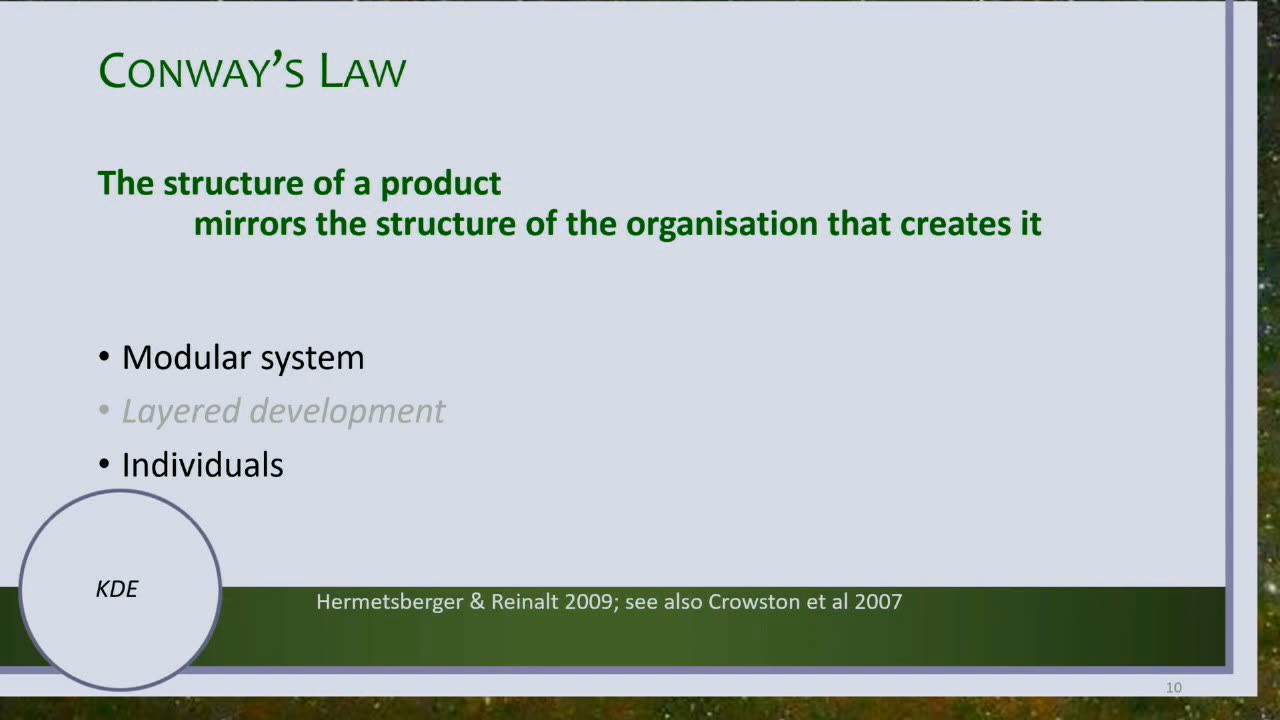 Conway's Law
The structure of a product
mirrors the structure of the organisation that creates it
• Modular system
• Layered development
• Individuals
KDE
Hermetsberger & Reinalt 2009; see also Crowston et al 2007
10